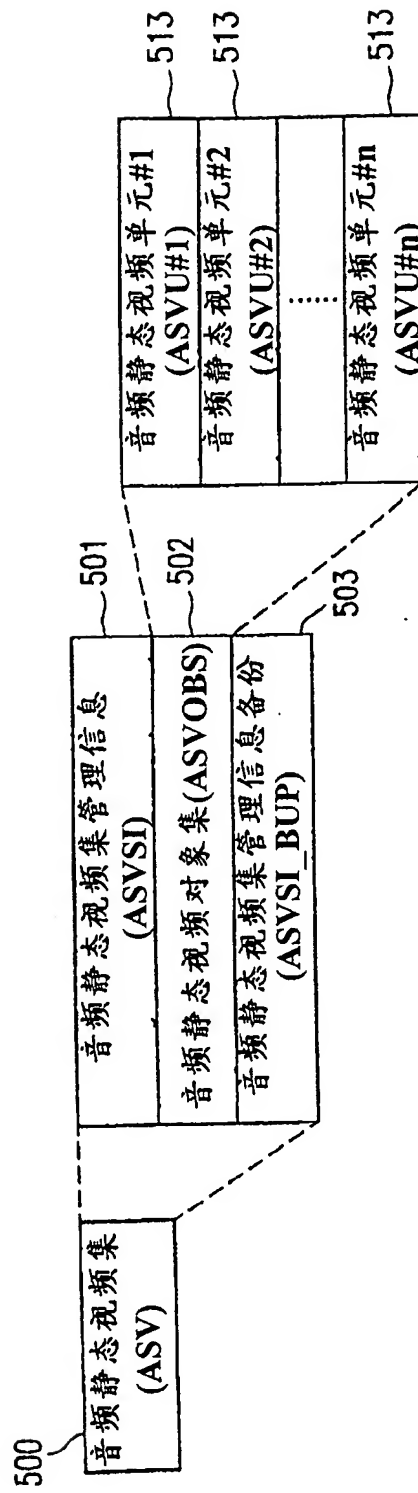 500
音频静态视频集
(ASV)
501
音频静态视频集管理信息
(ASVSI)
502
音频静态视频对象集(ASVOBS)
503
音频静态视频集管理信息备份
(ASVSI_BUP)
513
音频静态视频单元#1
(ASVU#1)
513
音频静态视频单元#2
(ASVU#2)
........
513
音频静态视频单元#n
(ASVU#n)